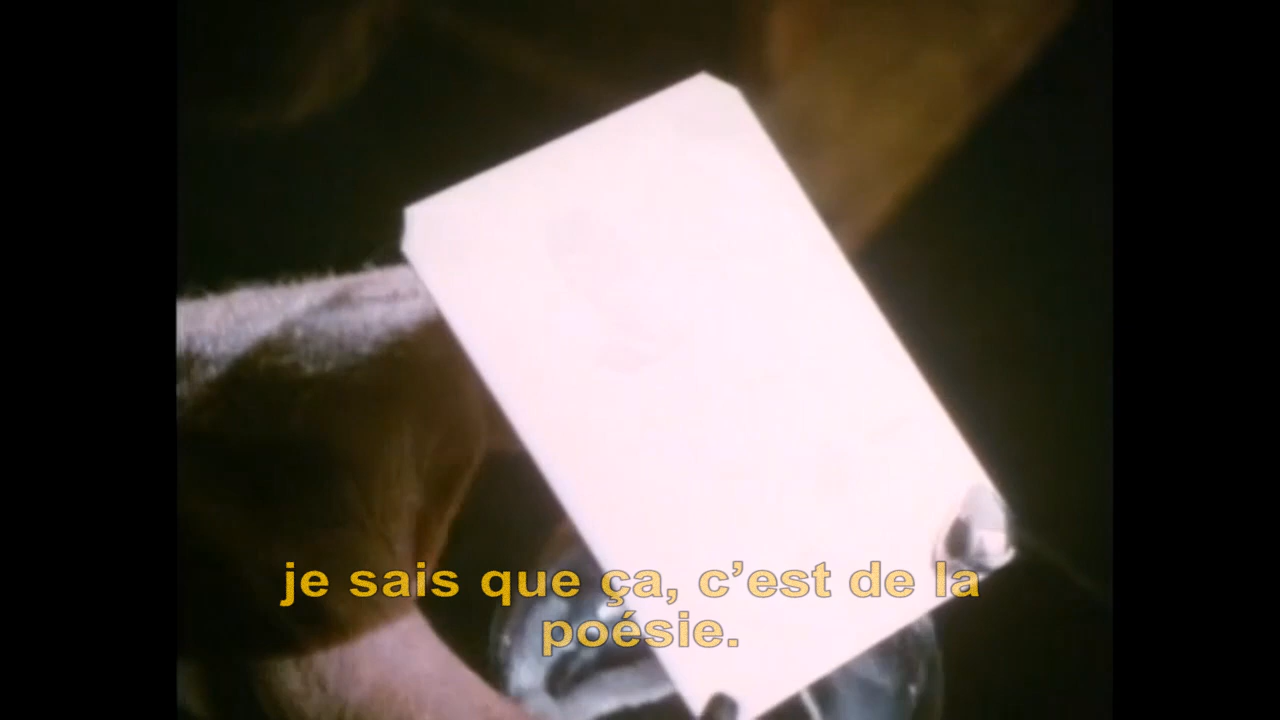 je sais que ça, c’est de la
poésie.